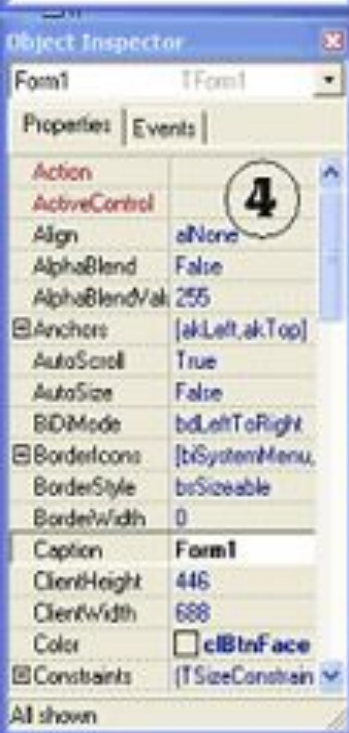 Object Inspector
Form1 TForm1
Properties Events
Action
ActiveControl
4
Align alNone
AlphaBlend False
AlphaBlendVal 255
Anchors [akLeft,akTop]
AutoScroll True
AutoSize False
BiDiMode bdLeftToRight
BorderIcons [biSystemMenu,
BorderStyle bsSizeable
BorderWidth 0
Caption Form1
ClientHeight 446
ClientWidth 688
Color clBtnFace
Constraints (TSizeConstrain
All shown